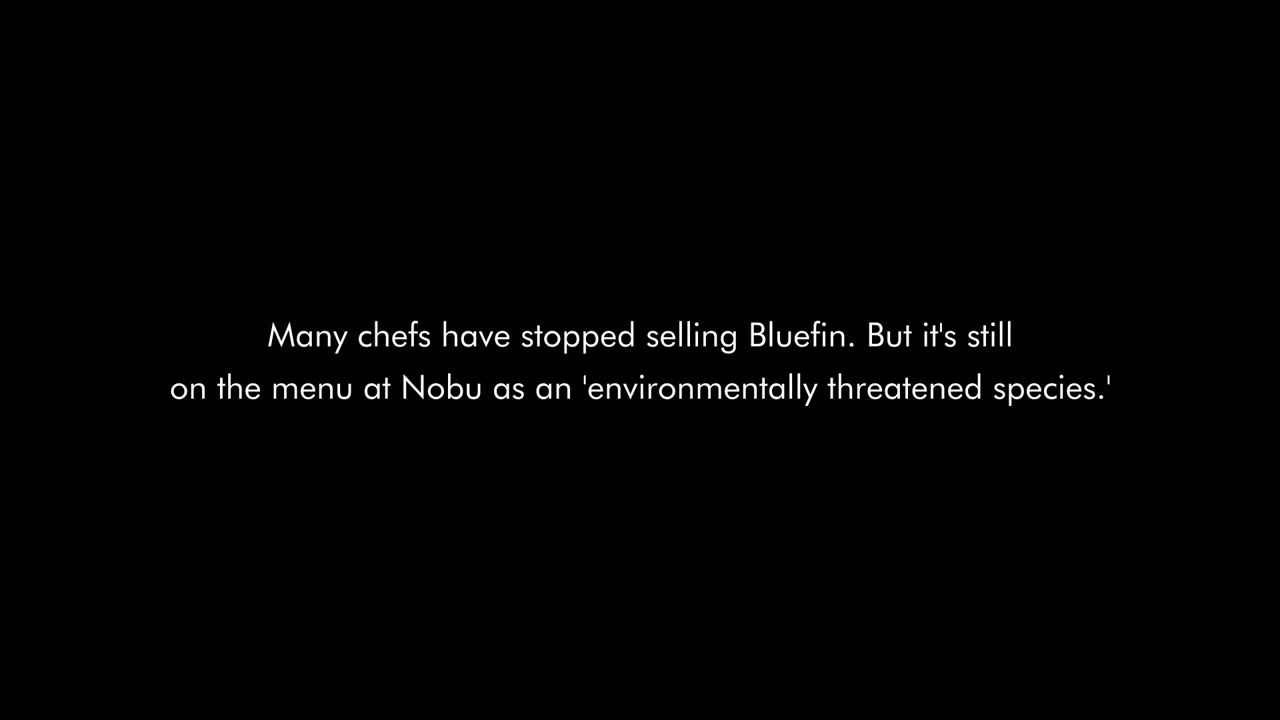 Many chefs have stopped selling Bluefin. But it's still
on the menu at Nobu as an 'environmentally threatened species.'